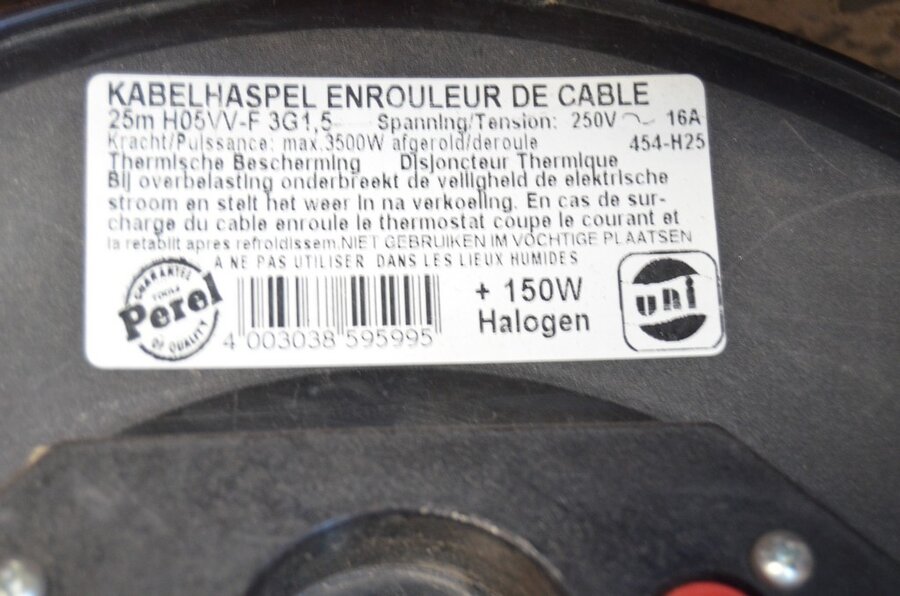 KABELHASPEL ENROULEUR DE CABLE
25m H05VV-F 3G1,5 Spanning/Tension: 250V ~ 16A
Kracht/Puissance: max.3500W afgerold/deroule 454-H25
Thermische Bescherming Disjoncteur Thermique
Bij overbelasting onderbreekt de veiligheid de elektrische
stroom en stelt het weer in na verkoeling. En cas de sur-
charge du cable enroule le thermostat coupe le courant et
la retablit apres refroidissem.NIET GEBRUIKEN IM VOCHTIGE PLAATSEN
A NE PAS UTILISER DANS LES LIEUX HUMIDES
GUARANTEE
TOOLS
Perel
OF QUALITY
4 003038 595995
+ 150W
Halogen
uni